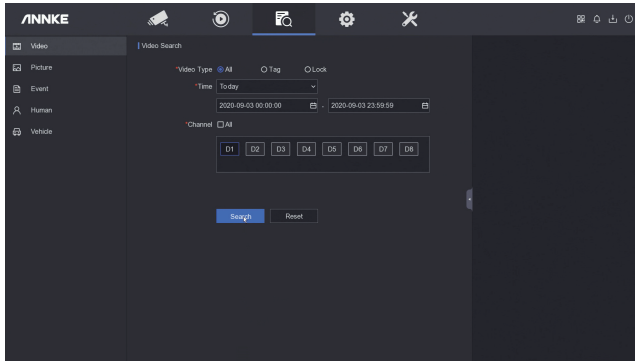 ANNKE
Video
Picture
Event
Human
Vehicle
Video Search
*Video Type All Tag Lock
*Time Today
2020-09-03 00:00:00 - 2020-09-03 23:59:59
*Channel All
D1 D2 D3 D4 D5 D6 D7 D8
Search Reset